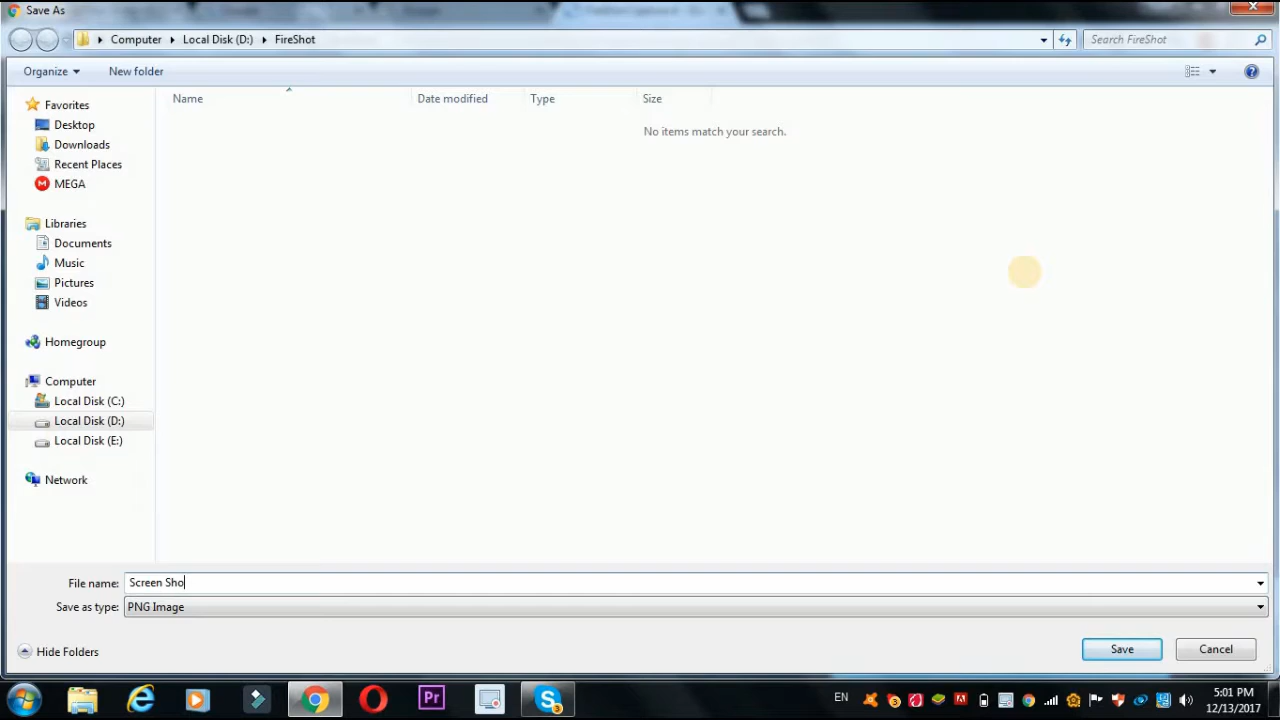 Save As
Computer ▸ Local Disk (D:) ▸ FireShot
Search FireShot
Organize
New folder
Name
Date modified
Type
Size
No items match your search.
Favorites
Desktop
Downloads
Recent Places
MEGA
Libraries
Documents
Music
Pictures
Videos
Homegroup
Computer
Local Disk (C:)
Local Disk (D:)
Local Disk (E:)
Network
File name: Screen Sho
Save as type: PNG Image
Hide Folders
Save
Cancel
Pr
EN
5:01 PM
12/13/2017